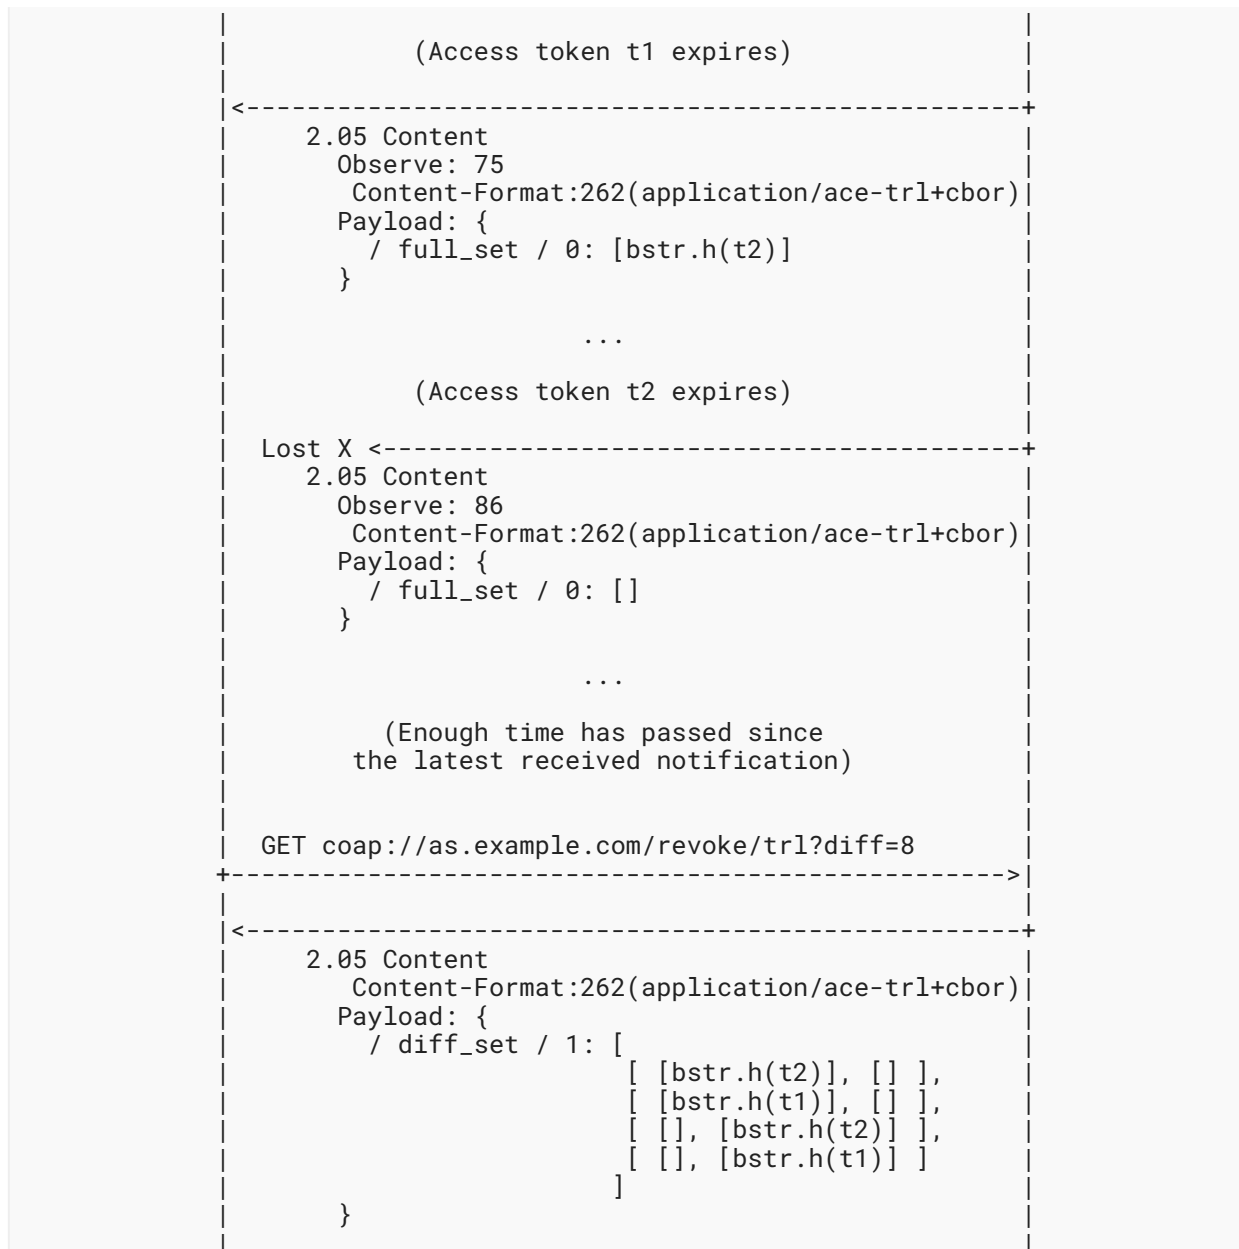 |                                                     |
|            (Access token t1 expires)                |
|                                                     |
|<---------------------------------------------------+
|     2.05 Content                                    |
|       Observe: 75                                   |
|        Content-Format:262(application/ace-trl+cbor)|
|       Payload: {                                    |
|         / full_set / 0: [bstr.h(t2)]                |
|       }                                             |
|                                                     |
|                       ...                           |
|                                                     |
|            (Access token t2 expires)                |
|                                                     |
|  Lost X <------------------------------------------+
|     2.05 Content                                    |
|       Observe: 86                                   |
|        Content-Format:262(application/ace-trl+cbor)|
|       Payload: {                                    |
|         / full_set / 0: []                          |
|       }                                             |
|                                                     |
|                       ...                           |
|                                                     |
|          (Enough time has passed since              |
|        the latest received notification)            |
|                                                     |
|                                                     |
|  GET coap://as.example.com/revoke/trl?diff=8        |
+--------------------------------------------------->|
|                                                     |
|<---------------------------------------------------+
|     2.05 Content                                    |
|        Content-Format:262(application/ace-trl+cbor)|
|       Payload: {                                    |
|         / diff_set / 1: [                           |
|                          [ [bstr.h(t2)], [] ],      |
|                          [ [bstr.h(t1)], [] ],      |
|                          [ [], [bstr.h(t2)] ],      |
|                          [ [], [bstr.h(t1)] ]       |
|                         ]                           |
|       }                                             |
|                                                     |